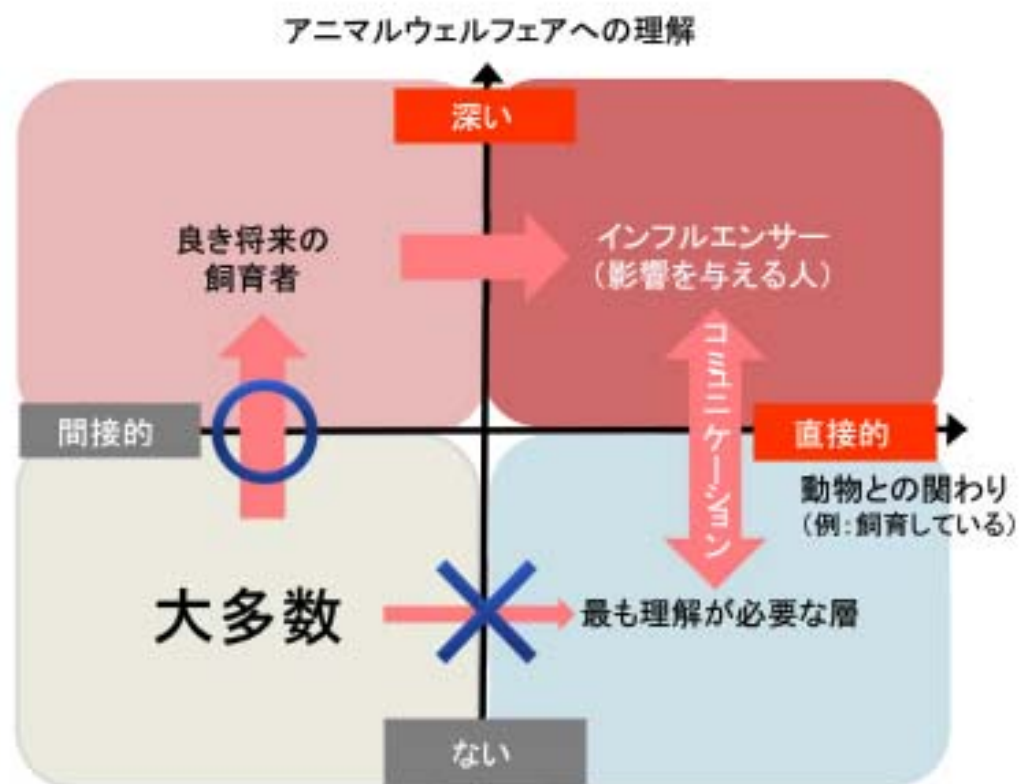 アニマルウェルフェアへの理解
深い
良き将来の
飼育者
インフルエンサー
（影響を与える人）
コミュニケーション
間接的
直接的
動物との関わり
（例：飼育している）
大多数
最も理解が必要な層
ない